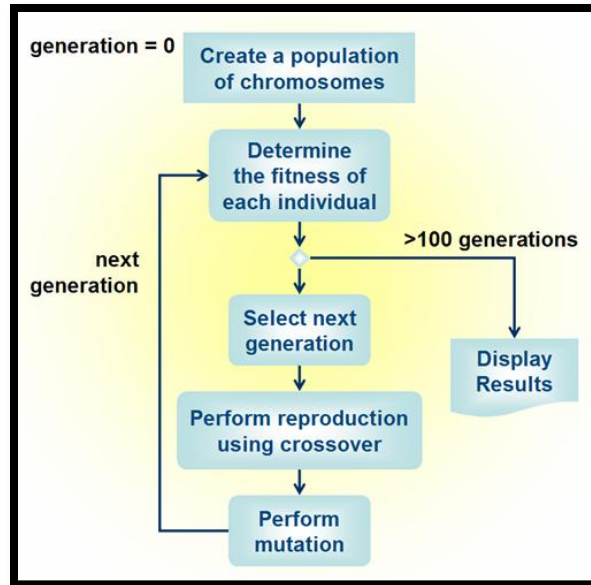 generation = 0
Create a population
of chromosomes
Determine
the fitness of
each individual
>100 generations
next
generation
Select next
generation
Display
Results
Perform reproduction
using crossover
Perform
mutation